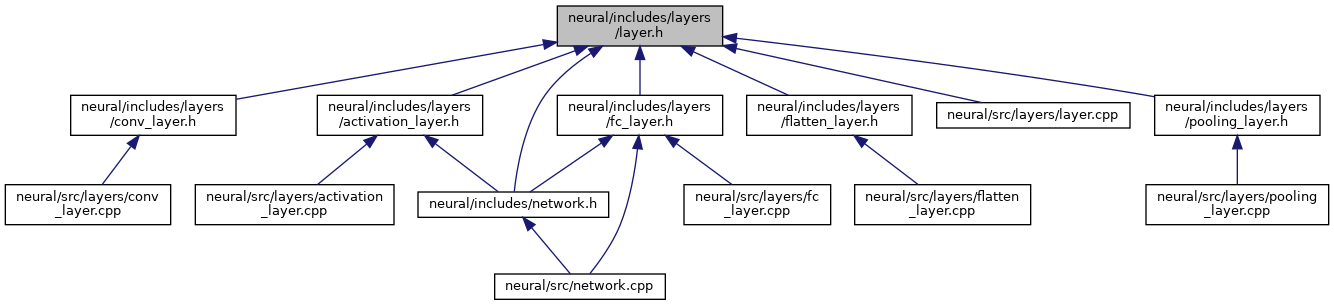 neural/includes/layers
/layer.h
neural/includes/layers
/conv_layer.h
neural/includes/layers
/activation_layer.h
neural/includes/layers
/fc_layer.h
neural/includes/layers
/flatten_layer.h
neural/src/layers/layer.cpp
neural/includes/layers
/pooling_layer.h
neural/src/layers/conv
_layer.cpp
neural/src/layers/activation
_layer.cpp
neural/includes/network.h
neural/src/layers/fc
_layer.cpp
neural/src/layers/flatten
_layer.cpp
neural/src/layers/pooling
_layer.cpp
neural/src/network.cpp